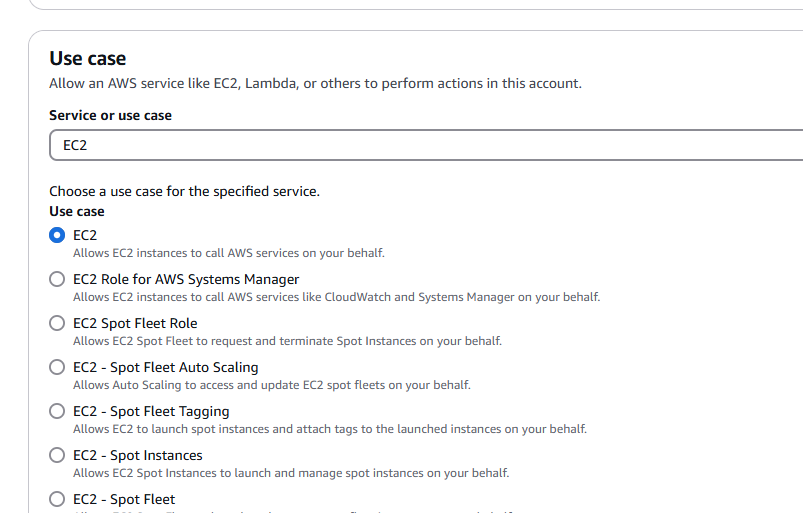 Use case
Allow an AWS service like EC2, Lambda, or others to perform actions in this account.
Service or use case
EC2
Choose a use case for the specified service.
Use case
EC2
Allows EC2 instances to call AWS services on your behalf.
EC2 Role for AWS Systems Manager
Allows EC2 instances to call AWS services like CloudWatch and Systems Manager on your behalf.
EC2 Spot Fleet Role
Allows EC2 Spot Fleet to request and terminate Spot Instances on your behalf.
EC2 - Spot Fleet Auto Scaling
Allows Auto Scaling to access and update EC2 spot fleets on your behalf.
EC2 - Spot Fleet Tagging
Allows EC2 to launch spot instances and attach tags to the launched instances on your behalf.
EC2 - Spot Instances
Allows EC2 Spot Instances to launch and manage spot instances on your behalf.
EC2 - Spot Fleet